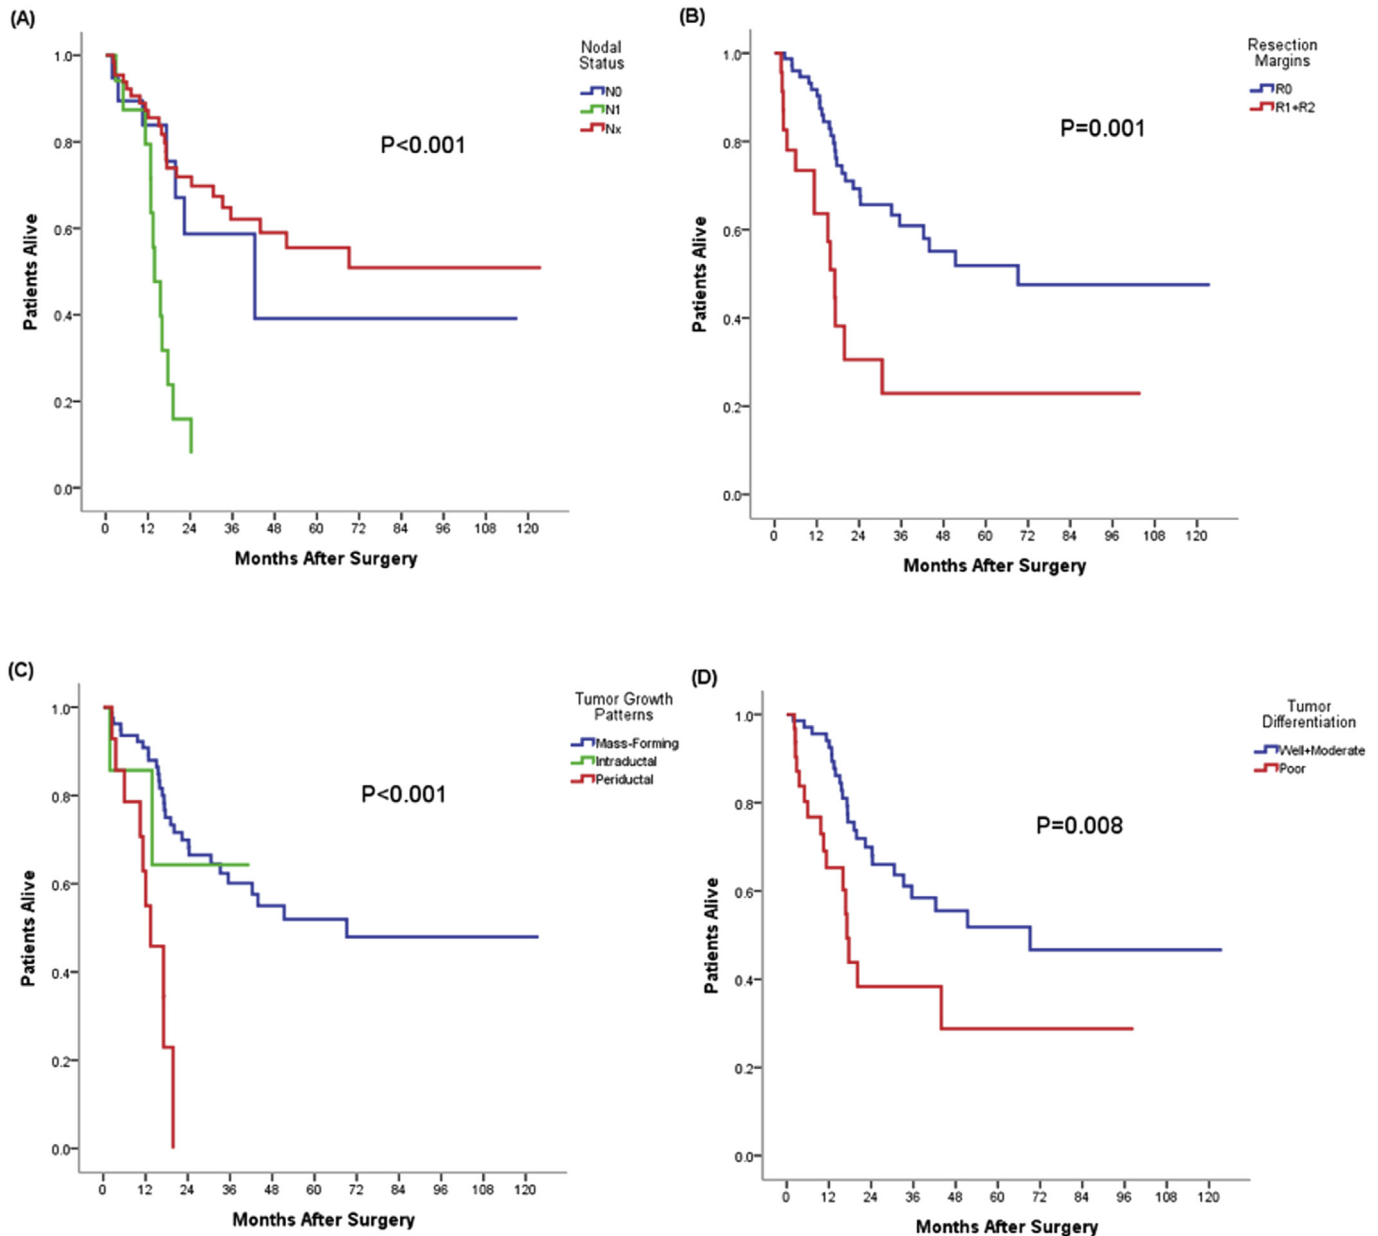 (A)
Nodal
Status
N0
N1
Nx
P<0.001
Patients Alive
1.0
0.8
0.6
0.4
0.2
0.0
0 12 24 36 48 60 72 84 96 108 120
Months After Surgery
(B)
Resection
Margins
R0
R1+R2
P=0.001
Patients Alive
1.0
0.8
0.6
0.4
0.2
0.0
0 12 24 36 48 60 72 84 96 108 120
Months After Surgery
(C)
Tumor Growth
Patterns
Mass-Forming
Intraductal
Periductal
P<0.001
Patients Alive
1.0
0.8
0.6
0.4
0.2
0.0
0 12 24 36 48 60 72 84 96 108 120
Months After Surgery
(D)
Tumor
Differentiation
Well+Moderate
Poor
P=0.008
Patients Alive
1.0
0.8
0.6
0.4
0.2
0.0
0 12 24 36 48 60 72 84 96 108 120
Months After Surgery